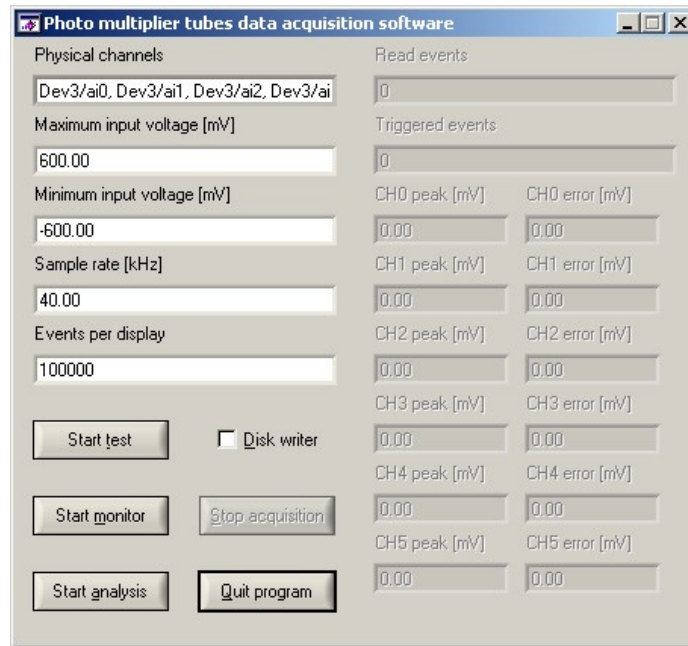 Photo multiplier tubes data acquisition software
Physical channels
Dev3/ai0, Dev3/ai1, Dev3/ai2, Dev3/ai
Maximum input voltage [mV]
600.00
Minimum input voltage [mV]
-600.00
Sample rate [kHz]
40.00
Events per display
100000
Start test
Disk writer
Start monitor
Stop acquisition
Start analysis
Quit program
Read events
0
Triggered events
0
CH0 peak [mV] CH0 error [mV]
0.00 0.00
CH1 peak [mV] CH1 error [mV]
0.00 0.00
CH2 peak [mV] CH2 error [mV]
0.00 0.00
CH3 peak [mV] CH3 error [mV]
0.00 0.00
CH4 peak [mV] CH4 error [mV]
0.00 0.00
CH5 peak [mV] CH5 error [mV]
0.00 0.00